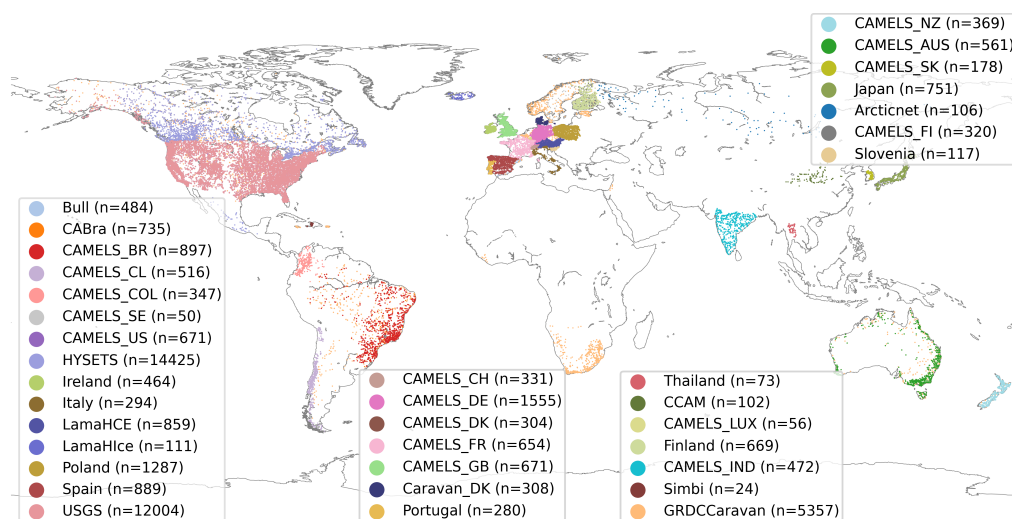 CAMELS_NZ (n=369)
CAMELS_AUS (n=561)
CAMELS_SK (n=178)
Japan (n=751)
Arcticnet (n=106)
CAMELS_FI (n=320)
Slovenia (n=117)
Bull (n=484)
CABra (n=735)
CAMELS_BR (n=897)
CAMELS_CL (n=516)
CAMELS_COL (n=347)
CAMELS_SE (n=50)
CAMELS_US (n=671)
HYSETS (n=14425)
Ireland (n=464)
Italy (n=294)
LamaHCE (n=859)
LamaHIce (n=111)
Poland (n=1287)
Spain (n=889)
USGS (n=12004)
CAMELS_CH (n=331)
CAMELS_DE (n=1555)
CAMELS_DK (n=304)
CAMELS_FR (n=654)
CAMELS_GB (n=671)
Caravan_DK (n=308)
Portugal (n=280)
Thailand (n=73)
CCAM (n=102)
CAMELS_LUX (n=56)
Finland (n=669)
CAMELS_IND (n=472)
Simbi (n=24)
GRDCCaravan (n=5357)